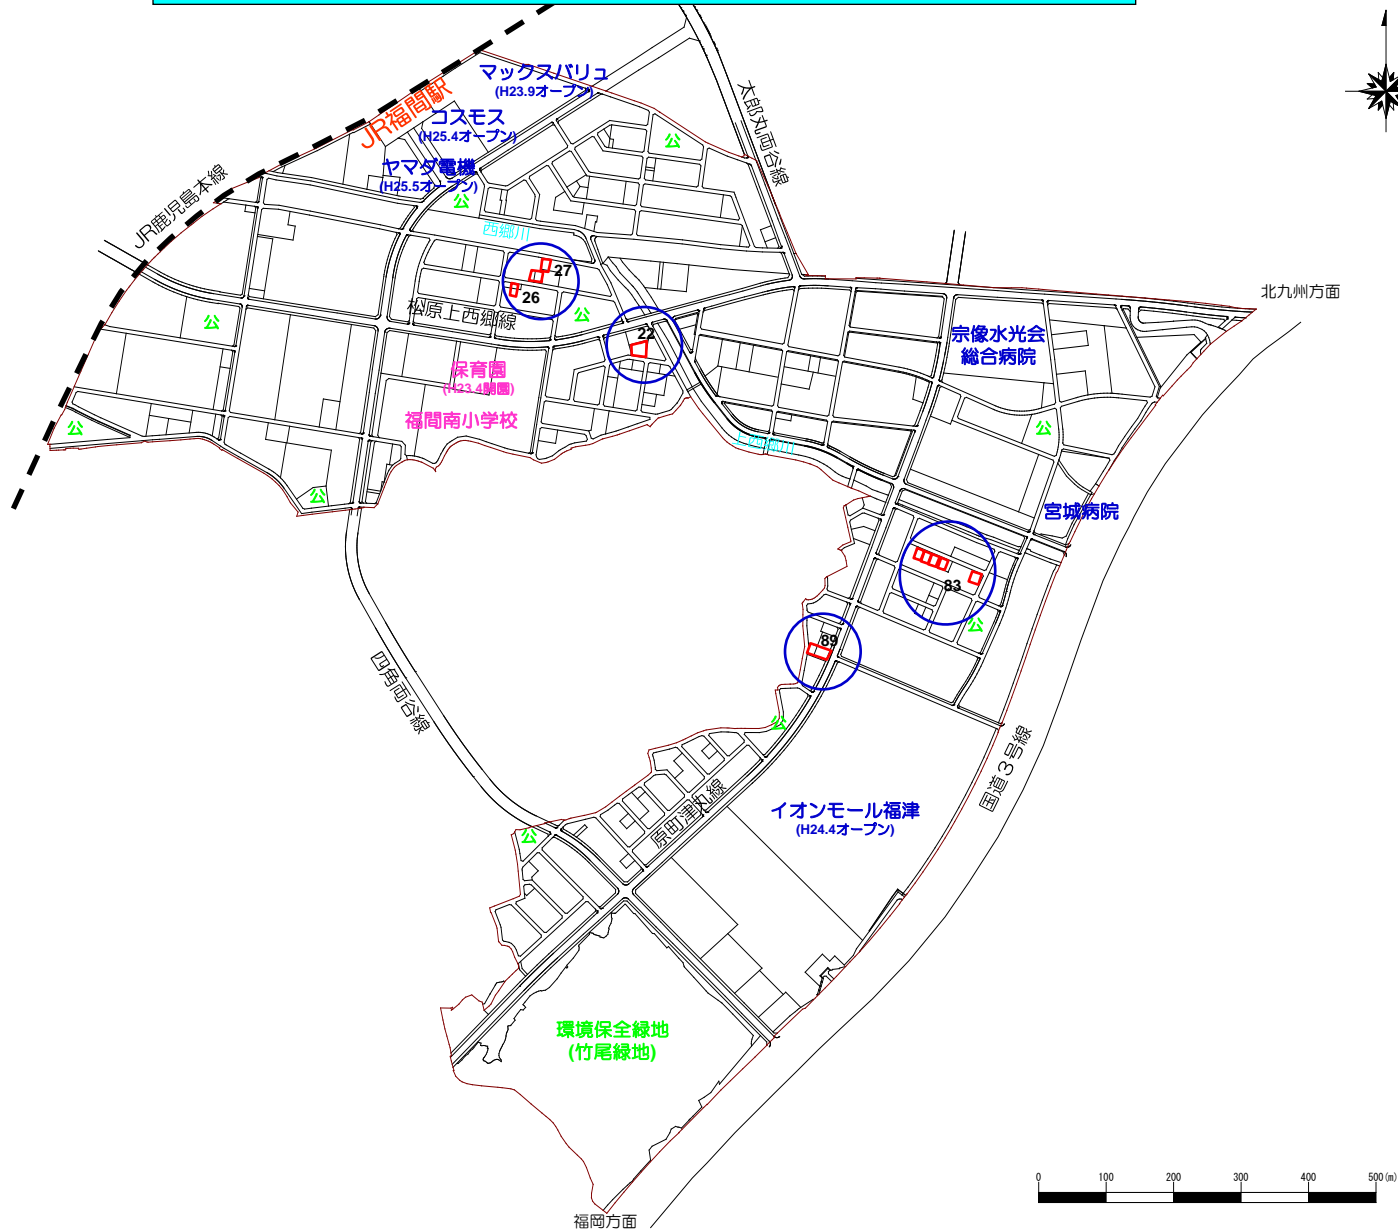 マックスバリュ
(H23.9オープン)
JR福間駅
コスモス
(H25.4オープン)
ヤマダ電機
(H25.5オープン)
太郎丸両谷線
公
公
JR鹿児島本線
西郷川
27
26
松原上西郷線
公
公
22
北九州方面
宗像水光会
総合病院
保育園
(H23.4開園)
福間南小学校
公
公
上西郷川
公
宮城病院
83
公
89
四角両谷線
公
国道3号線
原町津丸線
イオンモール福津
(H24.4オープン)
公
環境保全緑地
(竹尾緑地)
福岡方面
0 100 200 300 400 500(m)